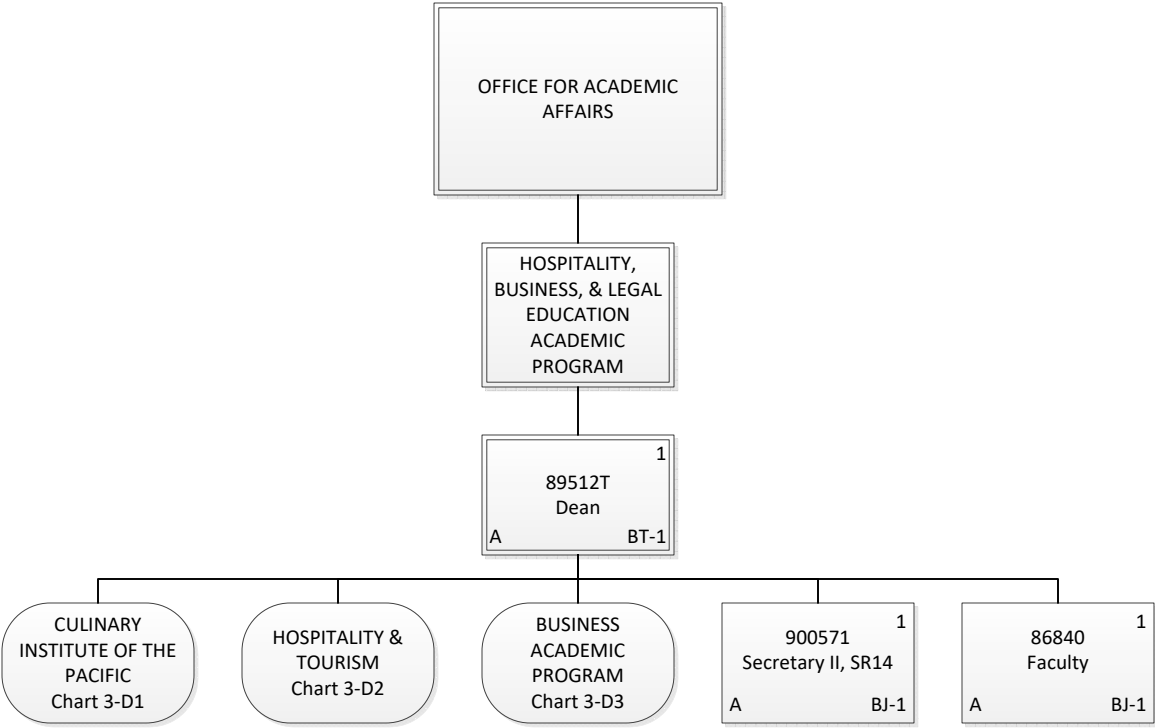 OFFICE FOR ACADEMIC
AFFAIRS
HOSPITALITY,
BUSINESS, & LEGAL
EDUCATION
ACADEMIC
PROGRAM
1
89512T
Dean
A BT-1
CULINARY
INSTITUTE OF THE
PACIFIC
Chart 3-D1
HOSPITALITY &
TOURISM
Chart 3-D2
BUSINESS
ACADEMIC
PROGRAM
Chart 3-D3
1
900571
Secretary II, SR14
A BJ-1
1
86840
Faculty
A BJ-1